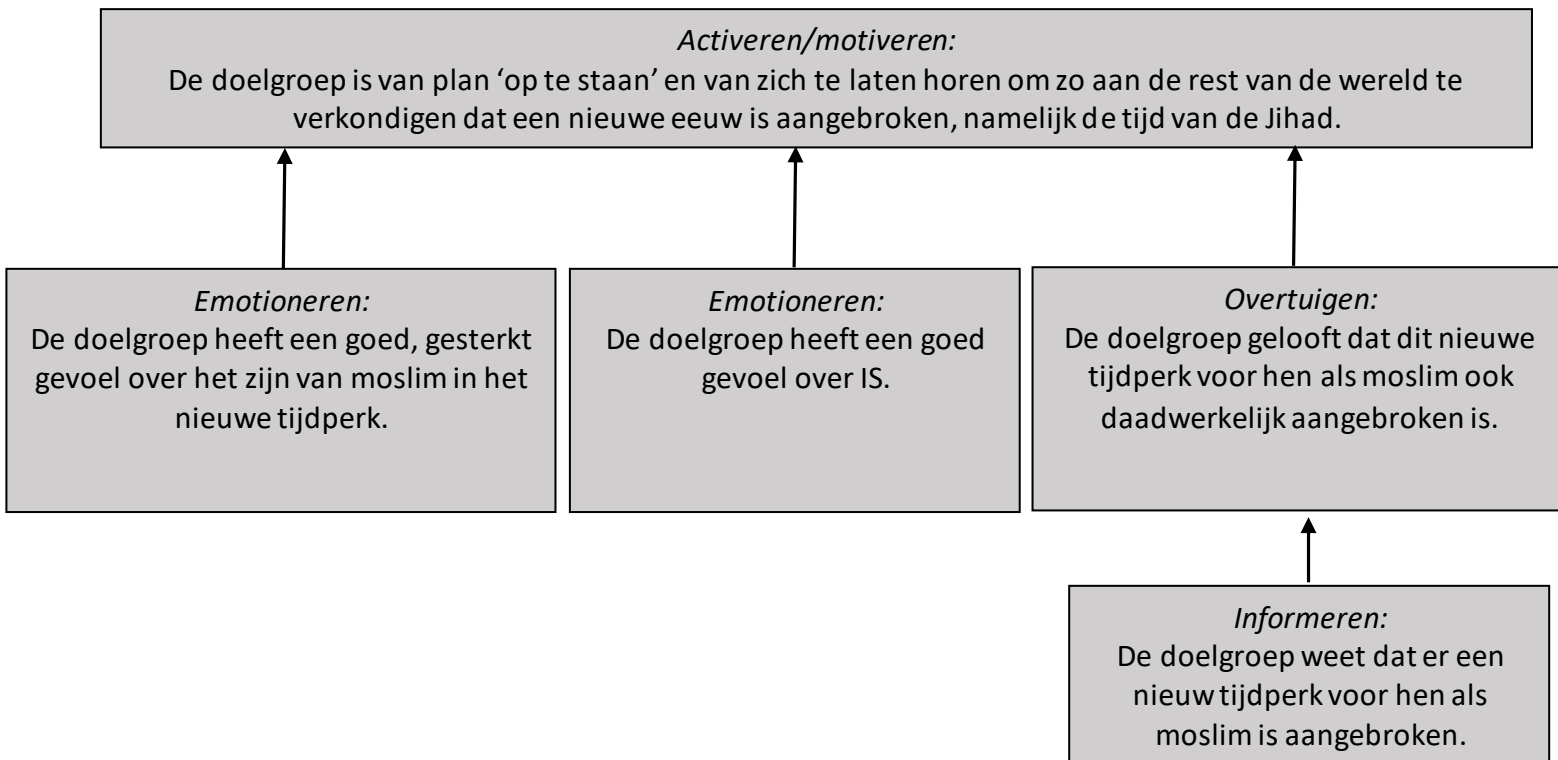 Activeren/motiveren:
De doelgroep is van plan ‘op te staan’ en van zich te laten horen om zo aan de rest van de wereld te
verkondigen dat een nieuwe eeuw is aangebroken, namelijk de tijd van de Jihad.
Emotioneren:
De doelgroep heeft een goed, gesterkt
gevoel over het zijn van moslim in het
nieuwe tijdperk.
Emotioneren:
De doelgroep heeft een goed
gevoel over IS.
Overtuigen:
De doelgroep gelooft dat dit nieuwe
tijdperk voor hen als moslim ook
daadwerkelijk aangebroken is.
Informeren:
De doelgroep weet dat er een
nieuw tijdperk voor hen als
moslim is aangebroken.